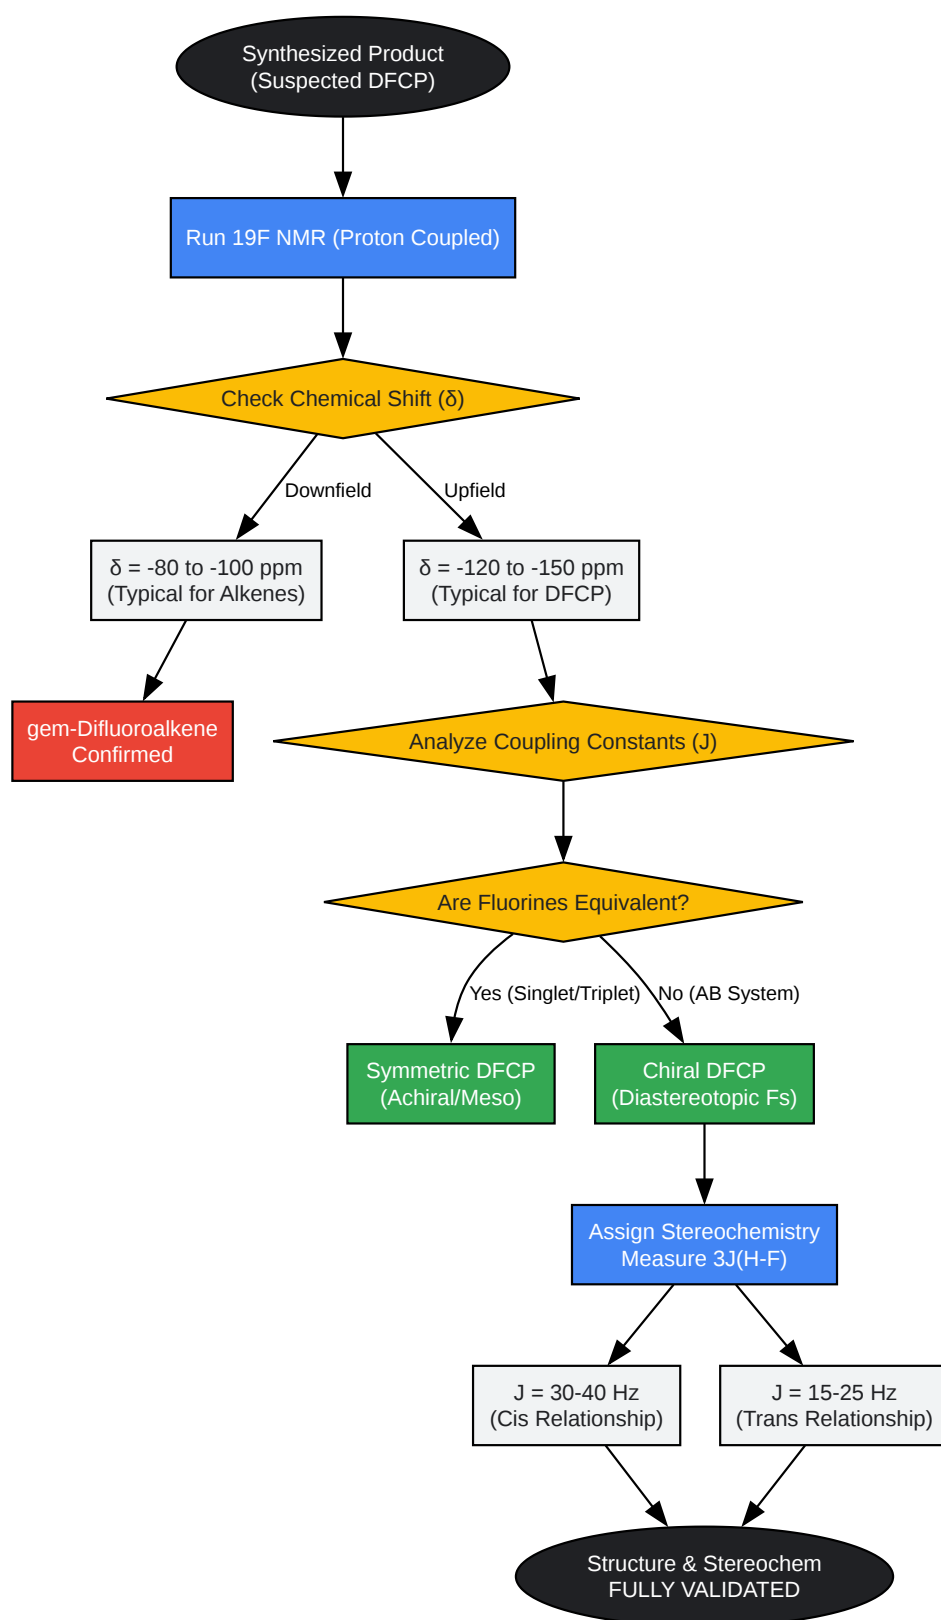 Synthesized Product
(Suspected DFCP)
Run 19F NMR (Proton Coupled)
Check Chemical Shift (δ)
Downfield
Upfield
δ = -80 to -100 ppm
(Typical for Alkenes)
δ = -120 to -150 ppm
(Typical for DFCP)
gem-Difluoroalkene
Confirmed
Analyze Coupling Constants (J)
Are Fluorines Equivalent?
Yes (Singlet/Triplet)
No (AB System)
Symmetric DFCP
(Achiral/Meso)
Chiral DFCP
(Diastereotopic Fs)
Assign Stereochemistry
Measure 3J(H-F)
J = 30-40 Hz
(Cis Relationship)
J = 15-25 Hz
(Trans Relationship)
Structure & Stereochem
FULLY VALIDATED